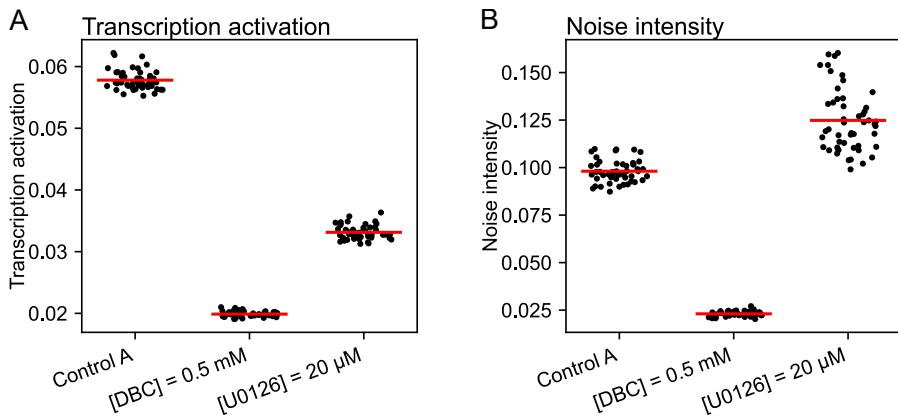 A
Transcription activation
Transcription activation
0.06
0.05
0.04
0.03
0.02
Control A
[DBC] = 0.5 mM
[U0126] = 20 µM
B
Noise intensity
Noise intensity
0.150
0.125
0.100
0.075
0.050
0.025
Control A
[DBC] = 0.5 mM
[U0126] = 20 µM